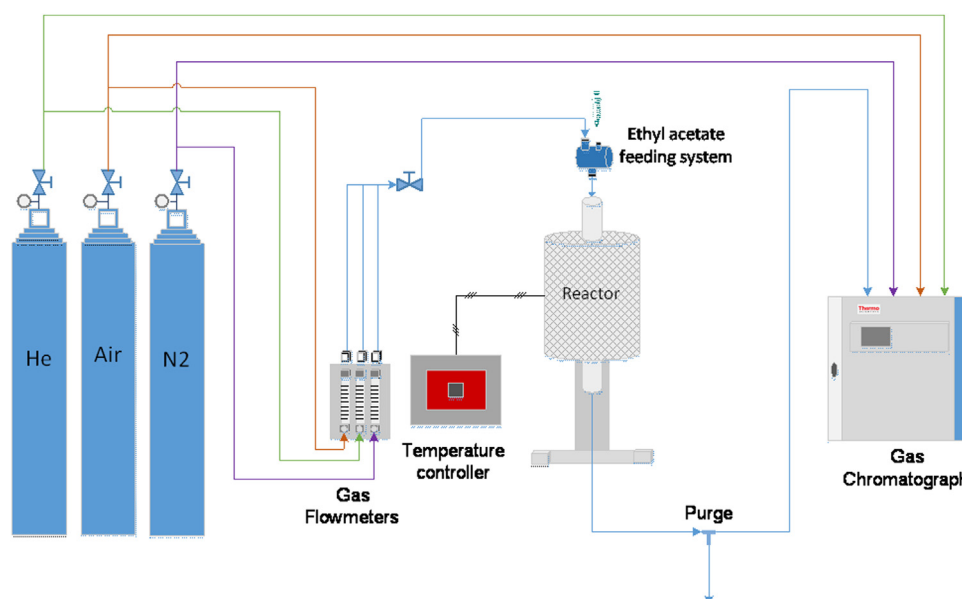 Ethyl acetate
feeding system
Reactor
Thermo
He
Air
N2
Temperature
controller
Gas
Flowmeters
Purge
Gas
Chromatograph